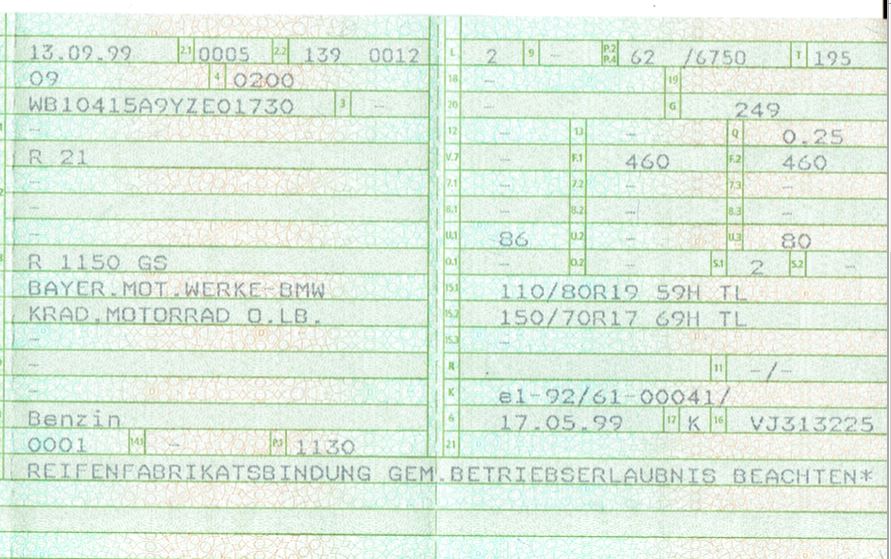 13.09.99 2.1 0005 2.2 139 0012 L 2 9 - P.2 P.4 62 /6750 T 195
09 4 0200 18 - 19
WB10415A9YZE01730 3 - 20 - G 249
- 12 - 13 - Q 0.25
R 21 V.7 - F.1 460 F.2 460
- 7.1 - 7.2 - 7.3 -
- 8.1 - 8.2 - 8.3 -
- U.1 86 U.2 - U.3 80
R 1150 GS O.1 - O.2 - S.1 2 S.2 -
BAYER.MOT.WERKE-BMW 15.1 110/80R19 59H TL
KRAD.MOTORRAD O.LB. 15.2 150/70R17 69H TL
- 15.3 -
- R 11 -/-
- K e1-92/61-00041/
Benzin 6 17.05.99 17 K 16 VJ313225
0001 14.1 - P.1 1130 21
REIFENFABRIKATSBINDUNG GEM.BETRIEBSERLAUBNIS BEACHTEN*